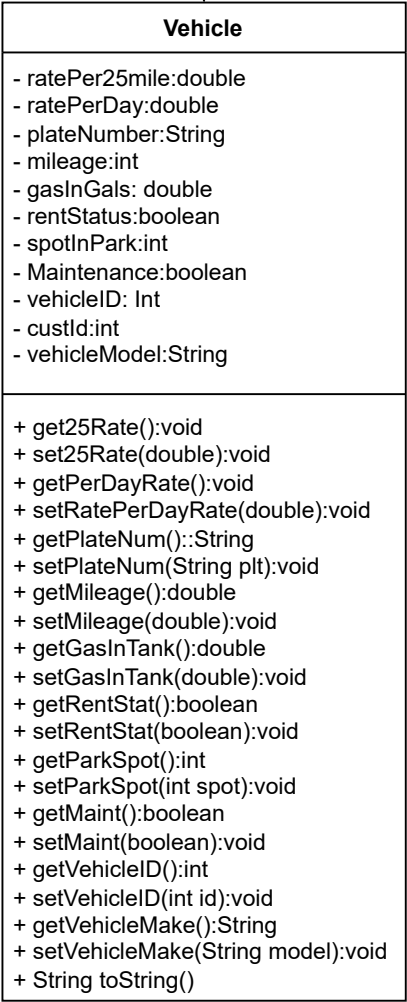 Vehicle
- ratePer25mile:double
- ratePerDay:double
- plateNumber:String
- mileage:int
- gasInGals: double
- rentStatus:boolean
- spotInPark:int
- Maintenance:boolean
- vehicleID: Int
- custId:int
- vehicleModel:String
+ get25Rate():void
+ set25Rate(double):void
+ getPerDayRate():void
+ setRatePerDayRate(double):void
+ getPlateNum()::String
+ setPlateNum(String plt):void
+ getMileage():double
+ setMileage(double):void
+ getGasInTank():double
+ setGasInTank(double):void
+ getRentStat():boolean
+ setRentStat(boolean):void
+ getParkSpot():int
+ setParkSpot(int spot):void
+ getMaint():boolean
+ setMaint(boolean):void
+ getVehicleID():int
+ setVehicleID(int id):void
+ getVehicleMake():String
+ setVehicleMake(String model):void
+ String toString()